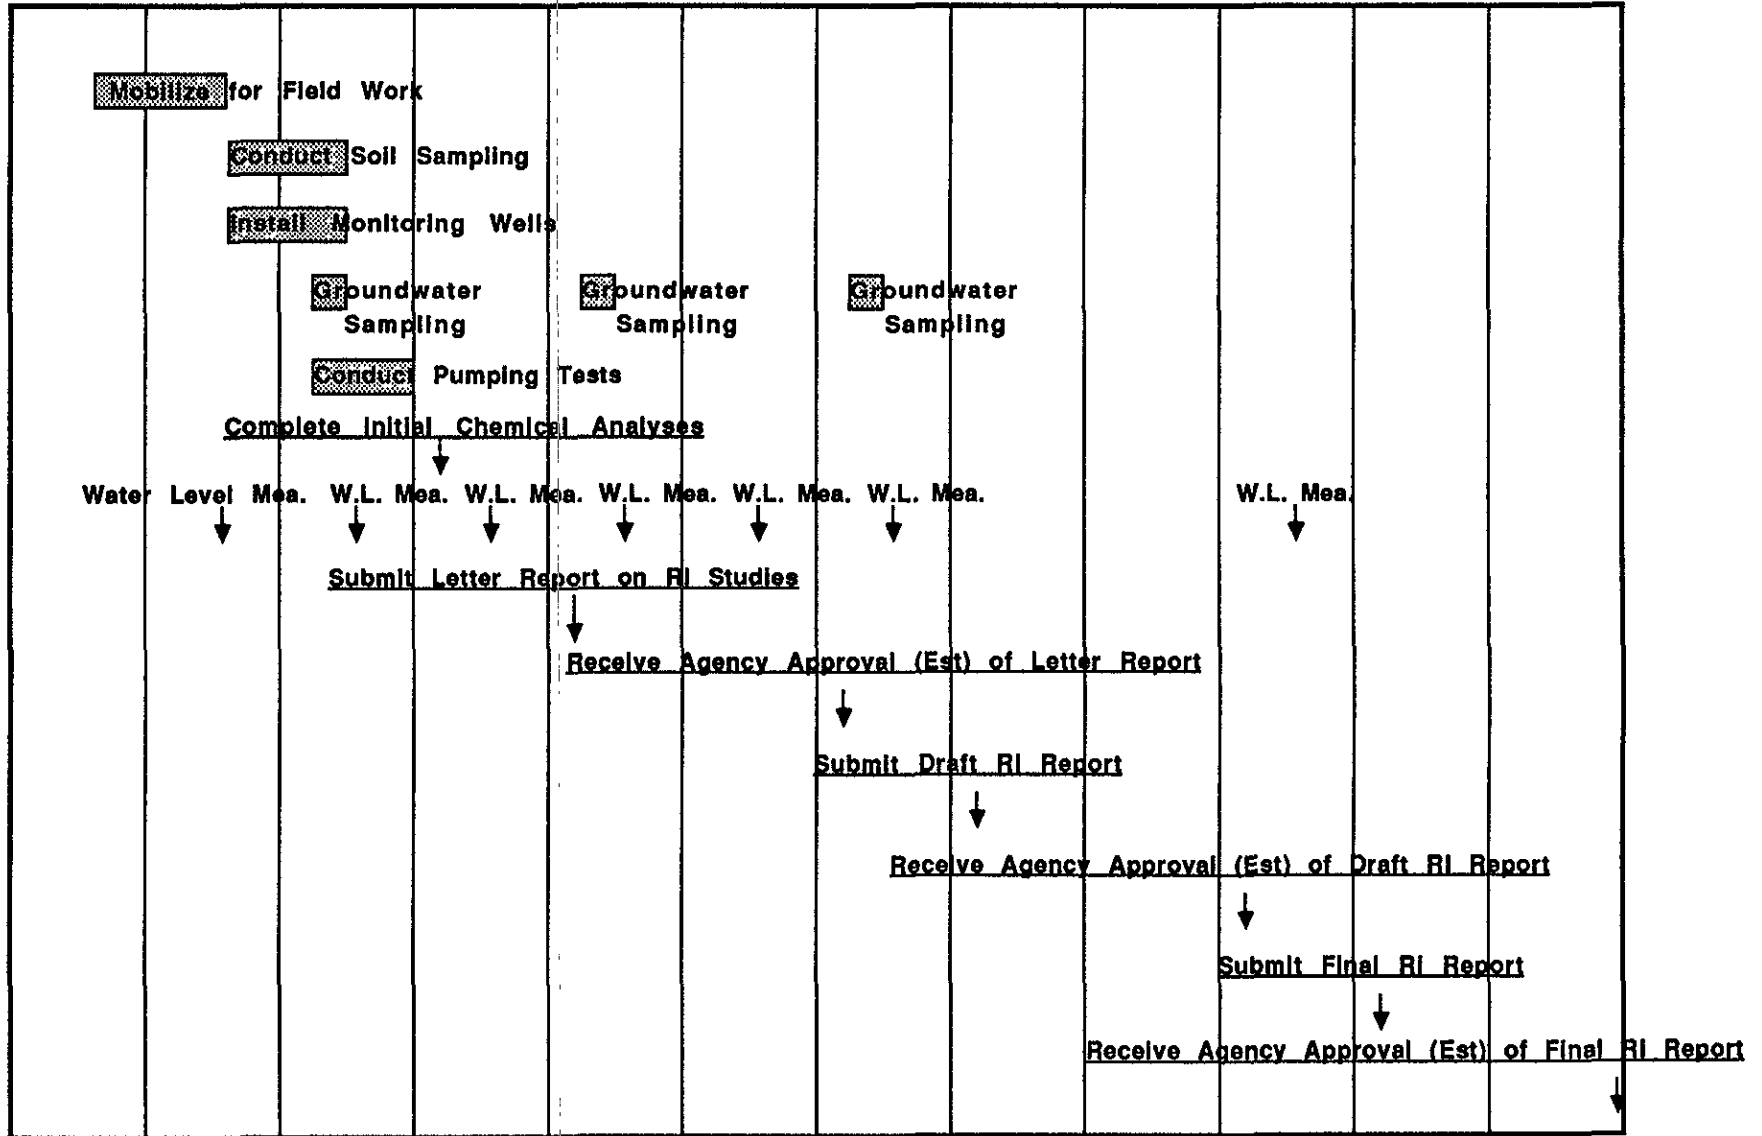 Mobilize for Field Work
Conduct Soil Sampling
Install Monitoring Wells
Groundwater Groundwater Groundwater
Sampling Sampling Sampling
Conduct Pumping Tests
Complete Initial Chemical Analyses
Water Level Mea. W.L. Mea. W.L. Mea. W.L. Mea. W.L. Mea. W.L. Mea. W.L. Mea.
Submit Letter Report on RI Studies
Receive Agency Approval (Est) of Letter Report
Submit Draft RI Report
Receive Agency Approval (Est) of Draft RI Report
Submit Final RI Report
Receive Agency Approval (Est) of Final RI Report